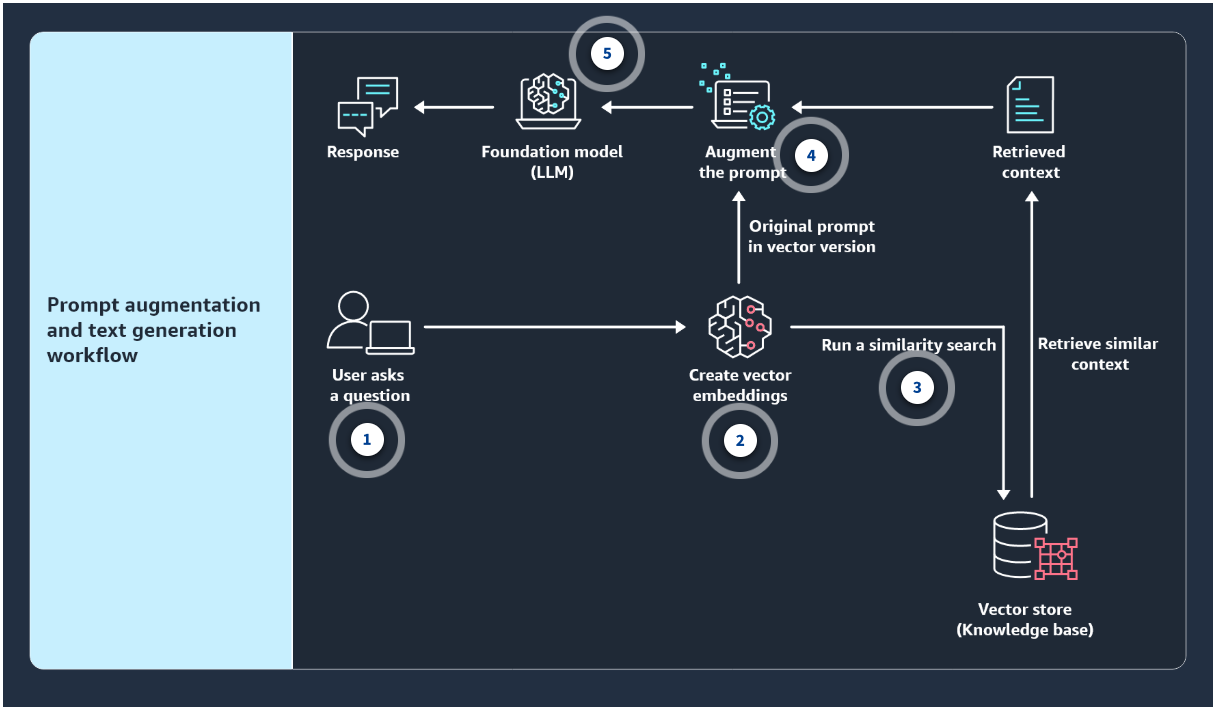 Prompt augmentation
and text generation
workflow
5
Response
Foundation model
(LLM)
Augment
the prompt
4
Retrieved
context
Original prompt
in vector version
User asks
a question
1
Create vector
embeddings
2
Run a similarity search
3
Retrieve similar
context
Vector store
(Knowledge base)